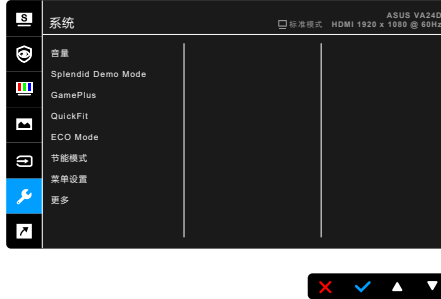 S
系统
ASUS VA24D
标准模式 HDMI 1920 x 1080 @ 60Hz
音量
Splendid Demo Mode
GamePlus
QuickFit
ECO Mode
节能模式
菜单设置
更多